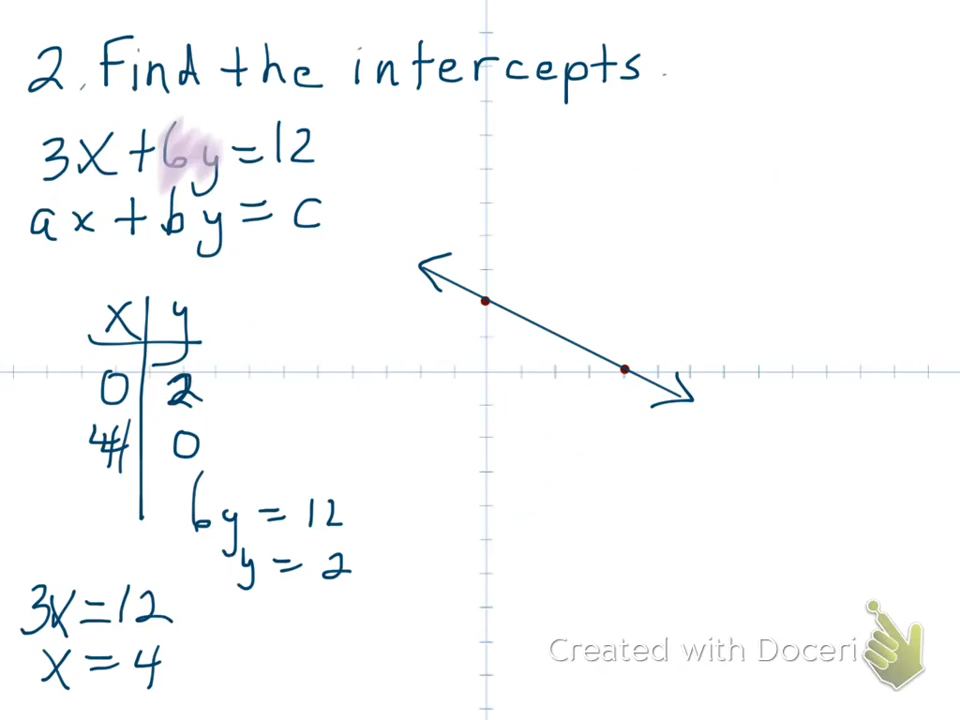 2. Find the intercepts.
3x+6y=12
ax+by=c
x y
0 2
4 0
6y=12
y=2
3x=12
x=4
Created with Doceri